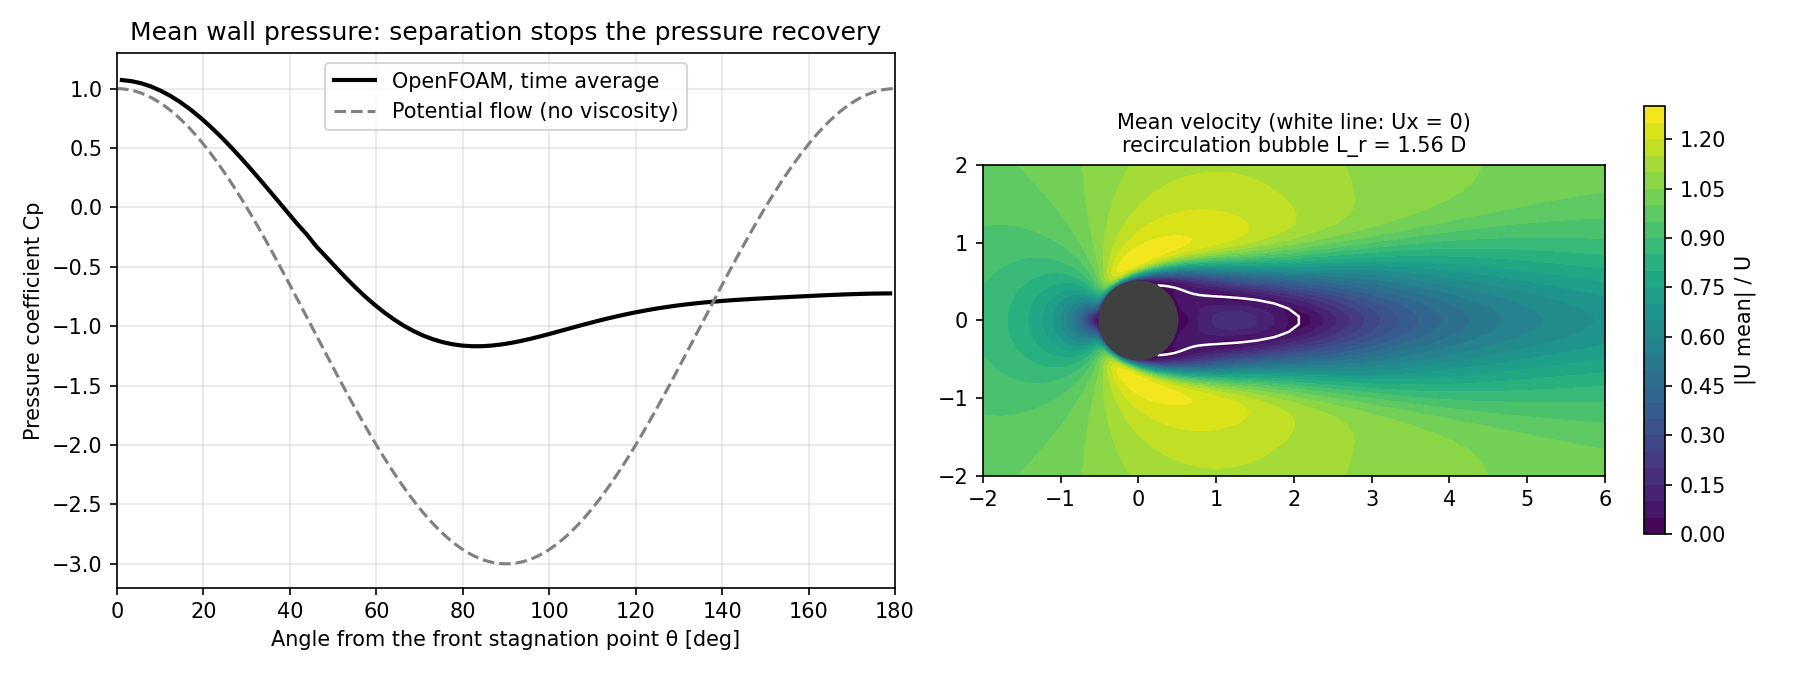 Mean wall pressure: separation stops the pressure recovery
OpenFOAM, time average
Potential flow (no viscosity)
Pressure coefficient Cp
1.0
0.5
0.0
−0.5
−1.0
−1.5
−2.0
−2.5
−3.0
0 20 40 60 80 100 120 140 160 180
Angle from the front stagnation point θ [deg]
Mean velocity (white line: Ux = 0)
recirculation bubble L_r = 1.56 D
2
1
0
−1
−2
−2 −1 0 1 2 3 4 5 6
1.20
1.05
0.90
0.75
0.60
0.45
0.30
0.15
0.00
|U mean| / U